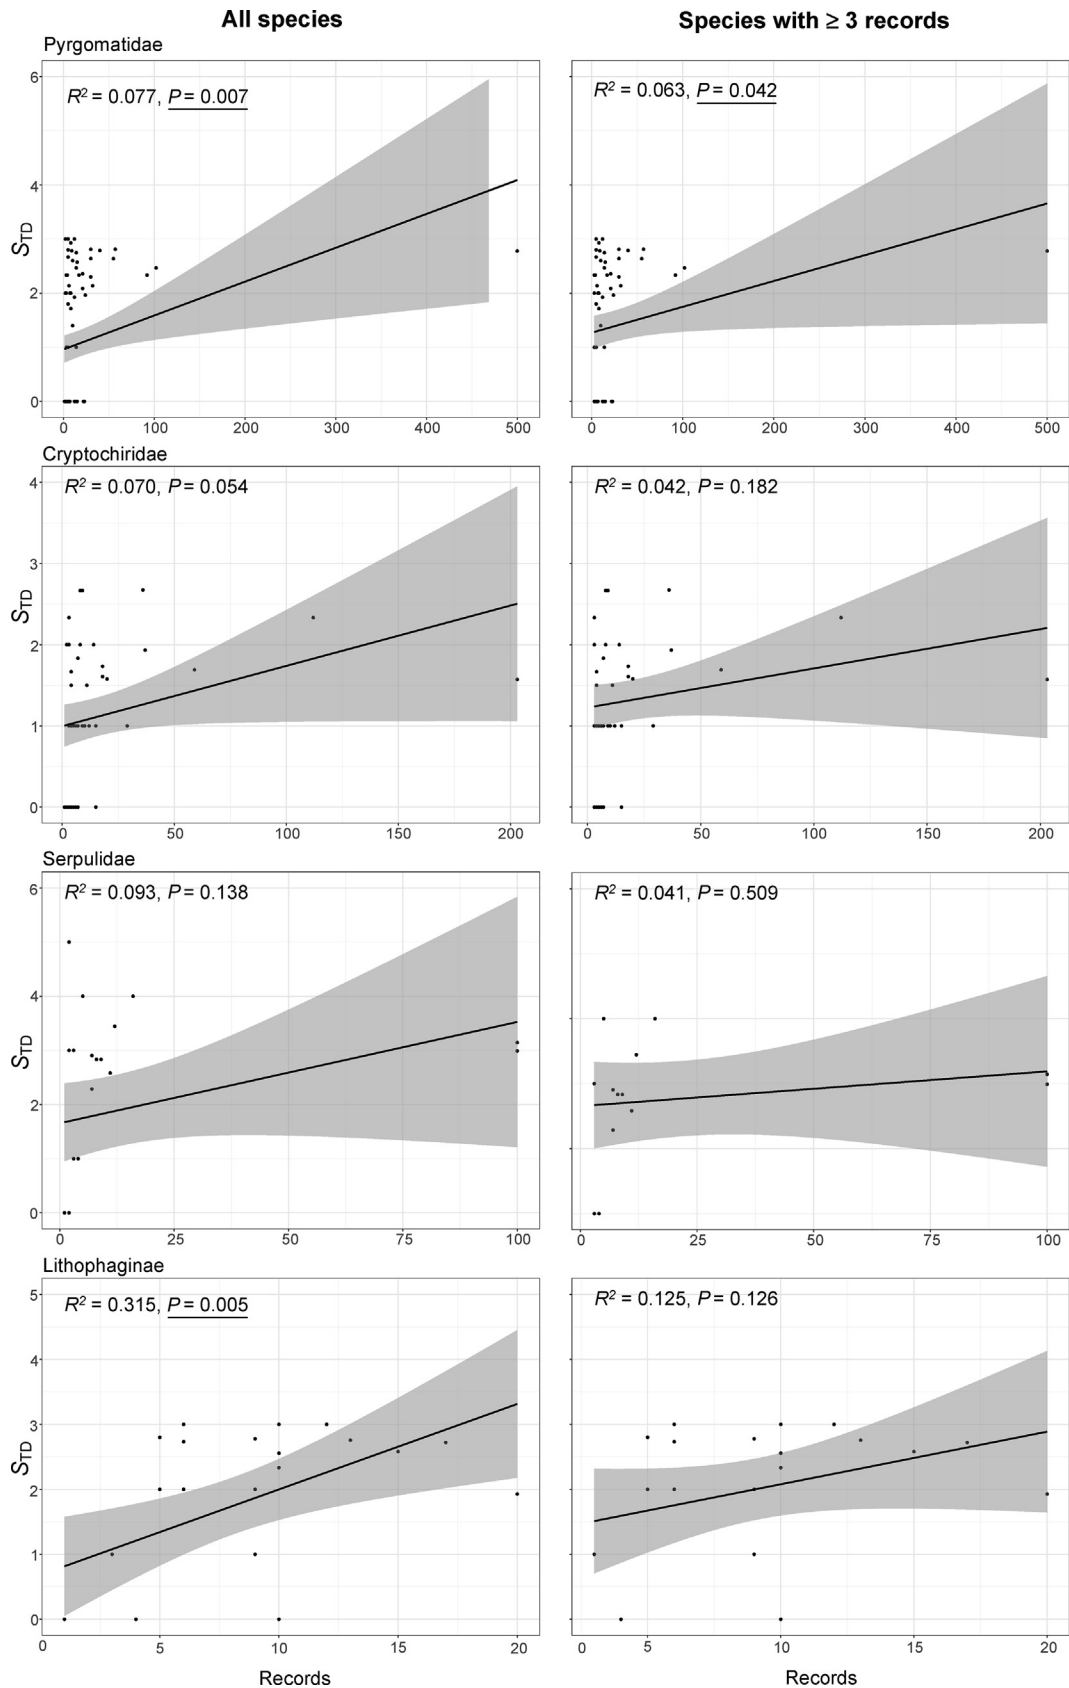 All species
Species with ≥ 3 records
Pyrgomatidae
R² = 0.077, P = 0.007
R² = 0.063, P = 0.042
6
4
2
0
S_TD
0 100 200 300 400 500
0 100 200 300 400 500
Cryptochiridae
R² = 0.070, P = 0.054
R² = 0.042, P = 0.182
4
3
2
1
0
S_TD
0 50 100 150 200
0 50 100 150 200
Serpulidae
R² = 0.093, P = 0.138
R² = 0.041, P = 0.509
6
4
2
0
S_TD
0 25 50 75 100
0 25 50 75 100
Lithophaginae
R² = 0.315, P = 0.005
R² = 0.125, P = 0.126
5
4
3
2
1
0
S_TD
0 5 10 15 20
0 5 10 15 20
Records
Records